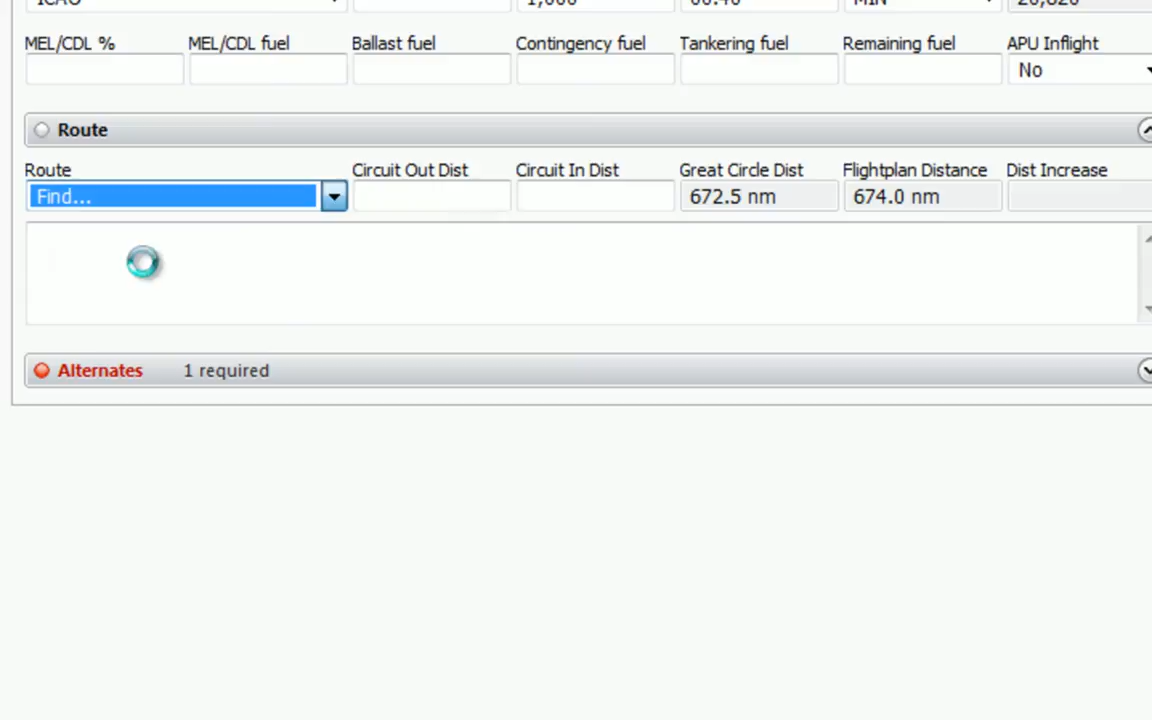 MEL/CDL % MEL/CDL fuel Ballast fuel Contingency fuel Tankering fuel Remaining fuel APU Inflight
No
Route
Route Circuit Out Dist Circuit In Dist Great Circle Dist Flightplan Distance Dist Increase
Find... 672.5 nm 674.0 nm
Alternates 1 required